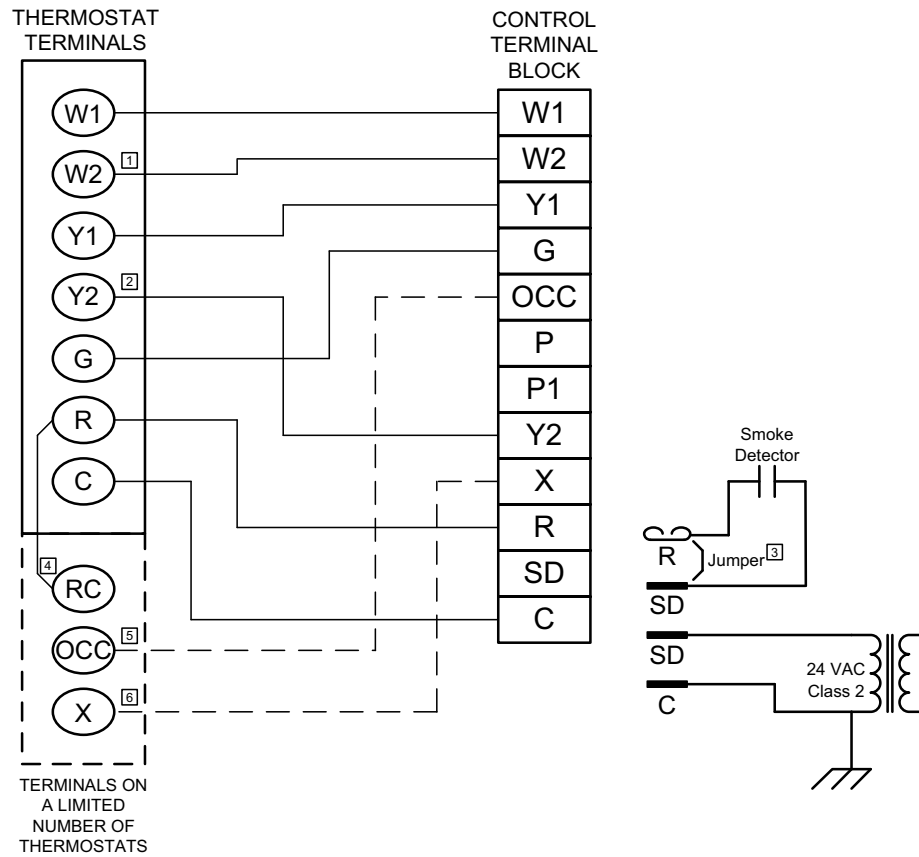 THERMOSTAT
TERMINALS
W1
W2 1
Y1
Y2 2
G
R
C
4 RC
OCC 5
X 6
TERMINALS ON
A LIMITED
NUMBER OF
THERMOSTATS
CONTROL
TERMINAL
BLOCK
W1
W2
Y1
G
OCC
P
P1
Y2
X
R
SD
C
Smoke
Detector
R
Jumper 3
SD
SD
24 VAC
Class 2
C